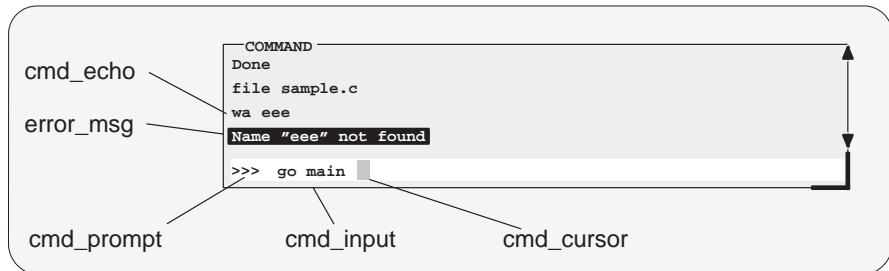 COMMAND
Done
cmd_echo
file sample.c
wa eee
error_msg
Name ″eee″ not found
>>> go main
cmd_prompt cmd_input cmd_cursor